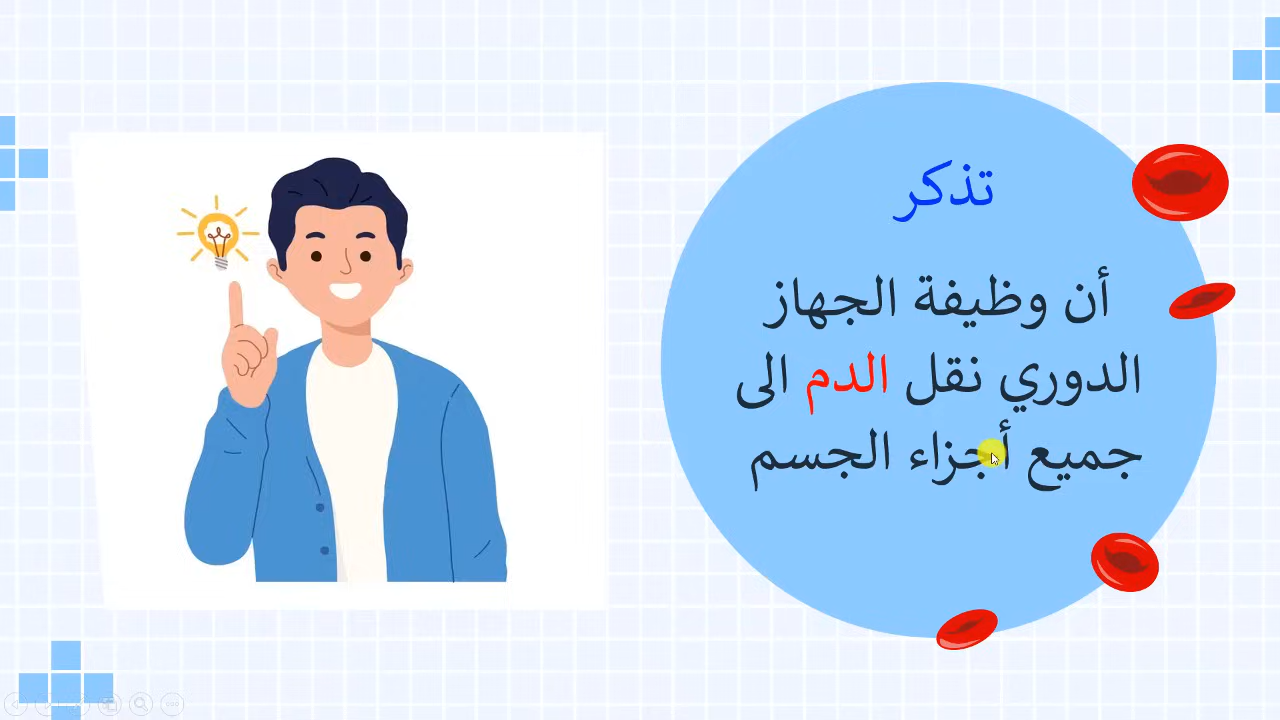 تذكر
أن وظيفة الجهاز
الدوري نقل الدم الى
جميع أجزاء الجسم